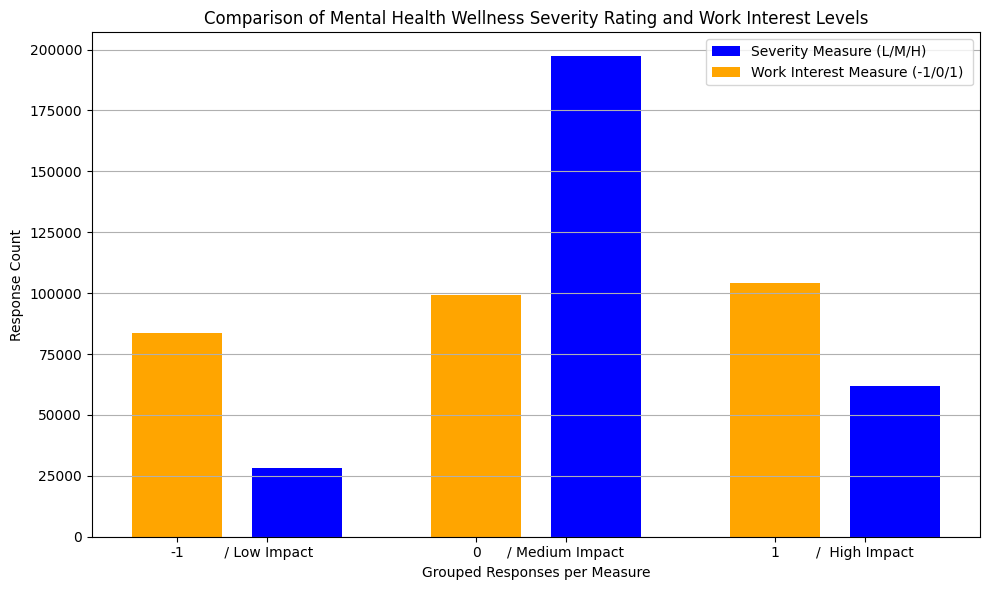 Comparison of Mental Health Wellness Severity Rating and Work Interest Levels
Severity Measure (L/M/H)
Work Interest Measure (-1/0/1)
Response Count
200000
175000
150000
125000
100000
75000
50000
25000
0
-1 / Low Impact 0 / Medium Impact 1 / High Impact
Grouped Responses per Measure